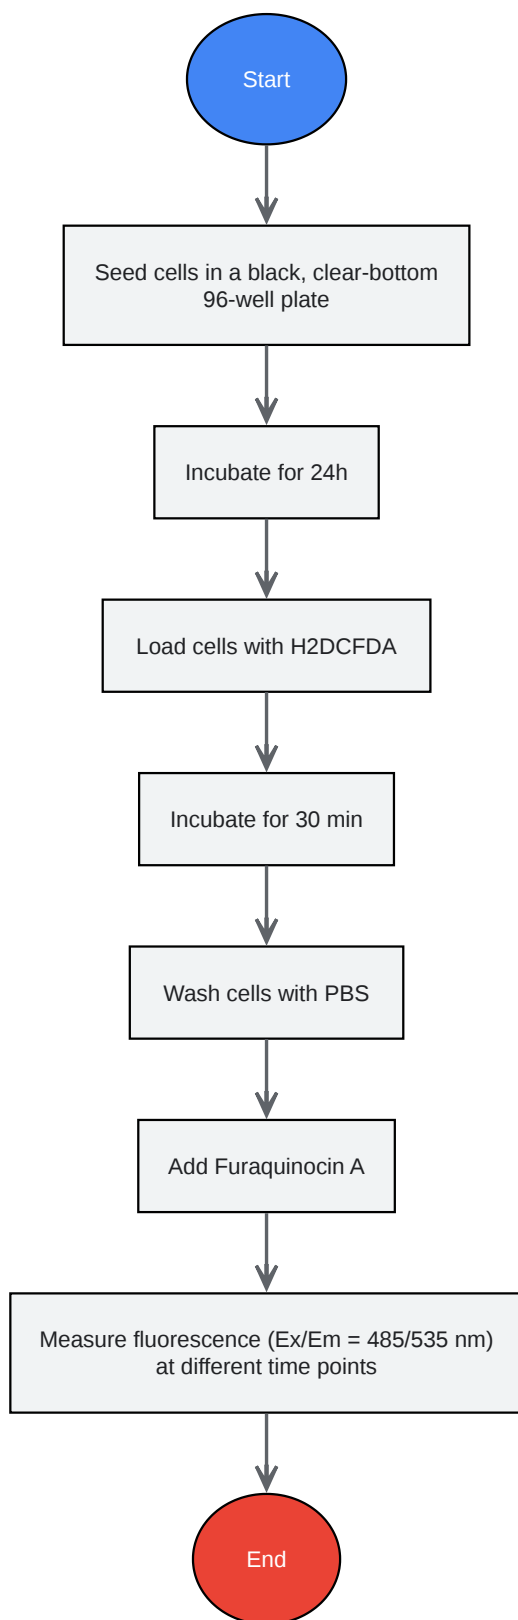 Start
Seed cells in a black, clear-bottom
96-well plate
Incubate for 24h
Load cells with H2DCFDA
Incubate for 30 min
Wash cells with PBS
Add Furaquinocin A
Measure fluorescence (Ex/Em = 485/535 nm)
at different time points
End